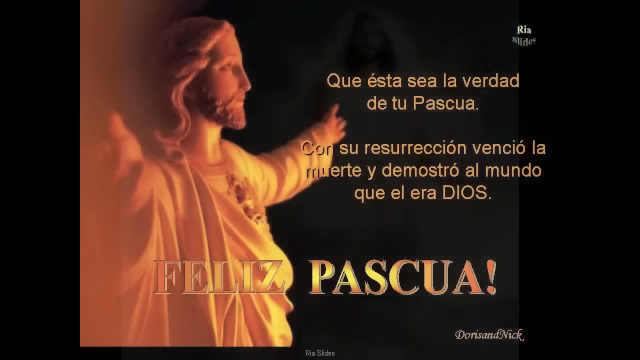 Ria
Slides
Que ésta sea la verdad
de tu Pascua.
Con su resurrección venció la
muerte y demostró al mundo
que el era DIOS.
FELIZ PASCUA!
DorisandNick
Ria Slides